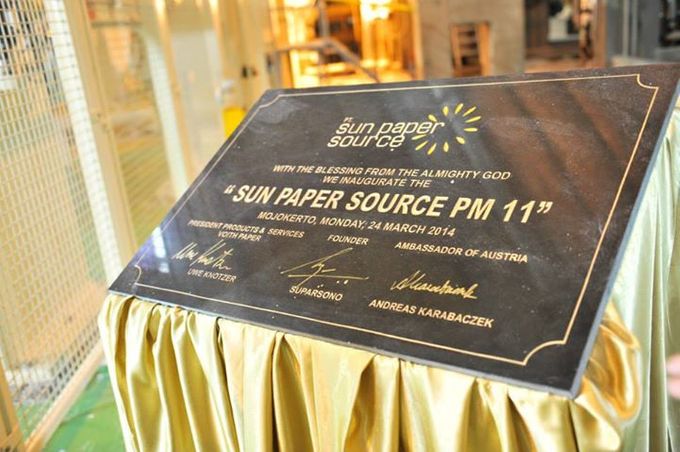 PT.
sun paper
source
WITH THE BLESSING FROM THE ALMIGHTY GOD
WE INAUGURATE THE
"SUN PAPER SOURCE PM 11"
MOJOKERTO, MONDAY, 24 MARCH 2014
PRESIDENT PRODUCTS & SERVICES
VOITH PAPER
FOUNDER
AMBASSADOR OF AUSTRIA
UWE KNOTZER
SUPARSONO
ANDREAS KARABACZEK